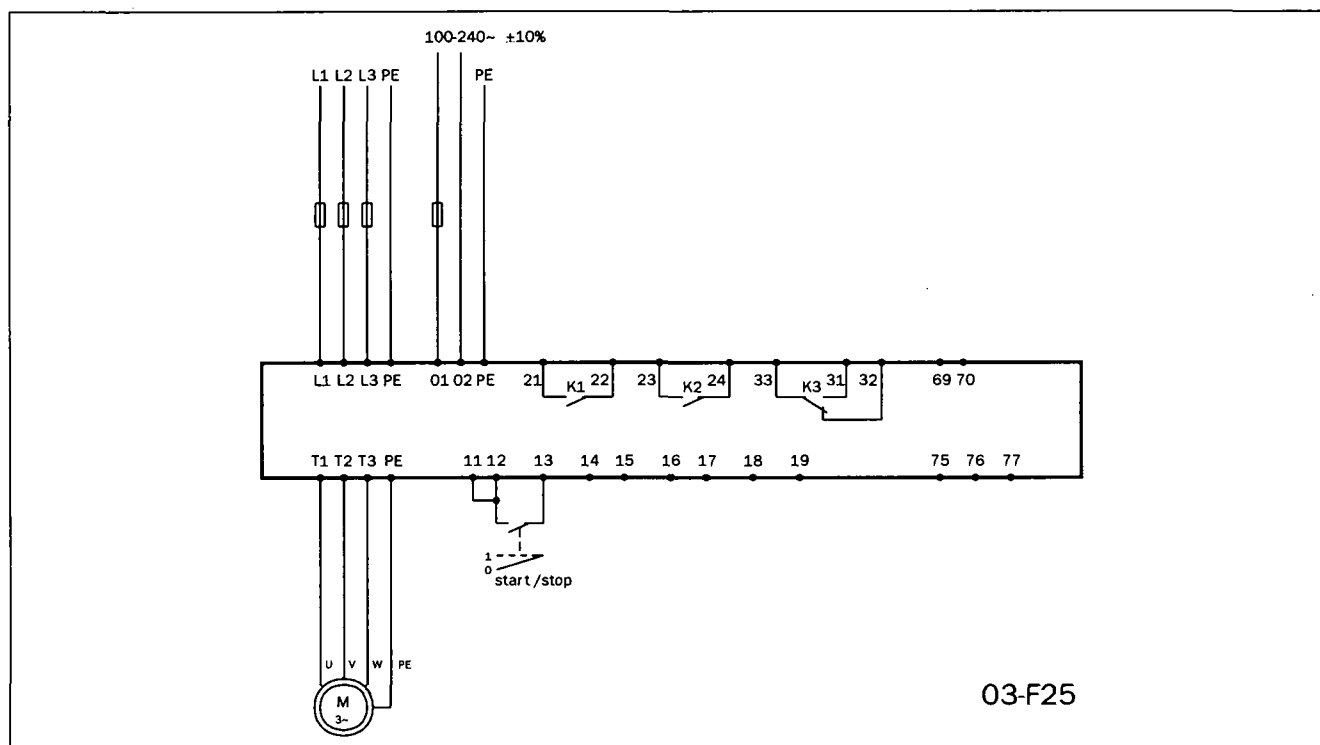 100-240~ ±10%
L1 L2 L3 PE PE
L1 L2 L3 PE 01 02 PE 21 K1 22 23 K2 24 33 K3 31 32 69 70
T1 T2 T3 PE 11 12 13 14 15 16 17 18 19 75 76 77
1
0
start/stop
U V W PE
M
3~
03-F25